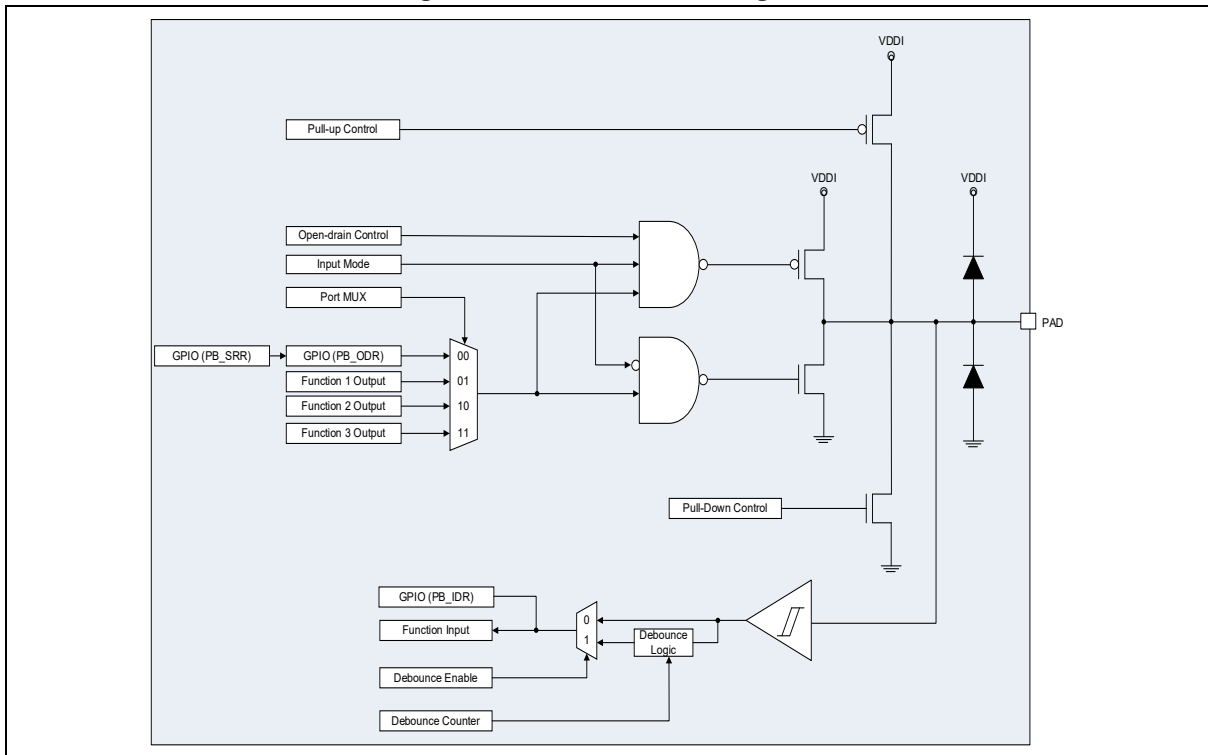 VDDI
Pull-up Control
VDDI
VDDI
Open-drain Control
Input Mode
Port MUX
PAD
GPIO (PB_SRR)
GPIO (PB_ODR)
00
Function 1 Output
01
Function 2 Output
10
Function 3 Output
11
Pull-Down Control
GPIO (PB_IDR)
0
Function Input
1
Debounce
Logic
Debounce Enable
Debounce Counter